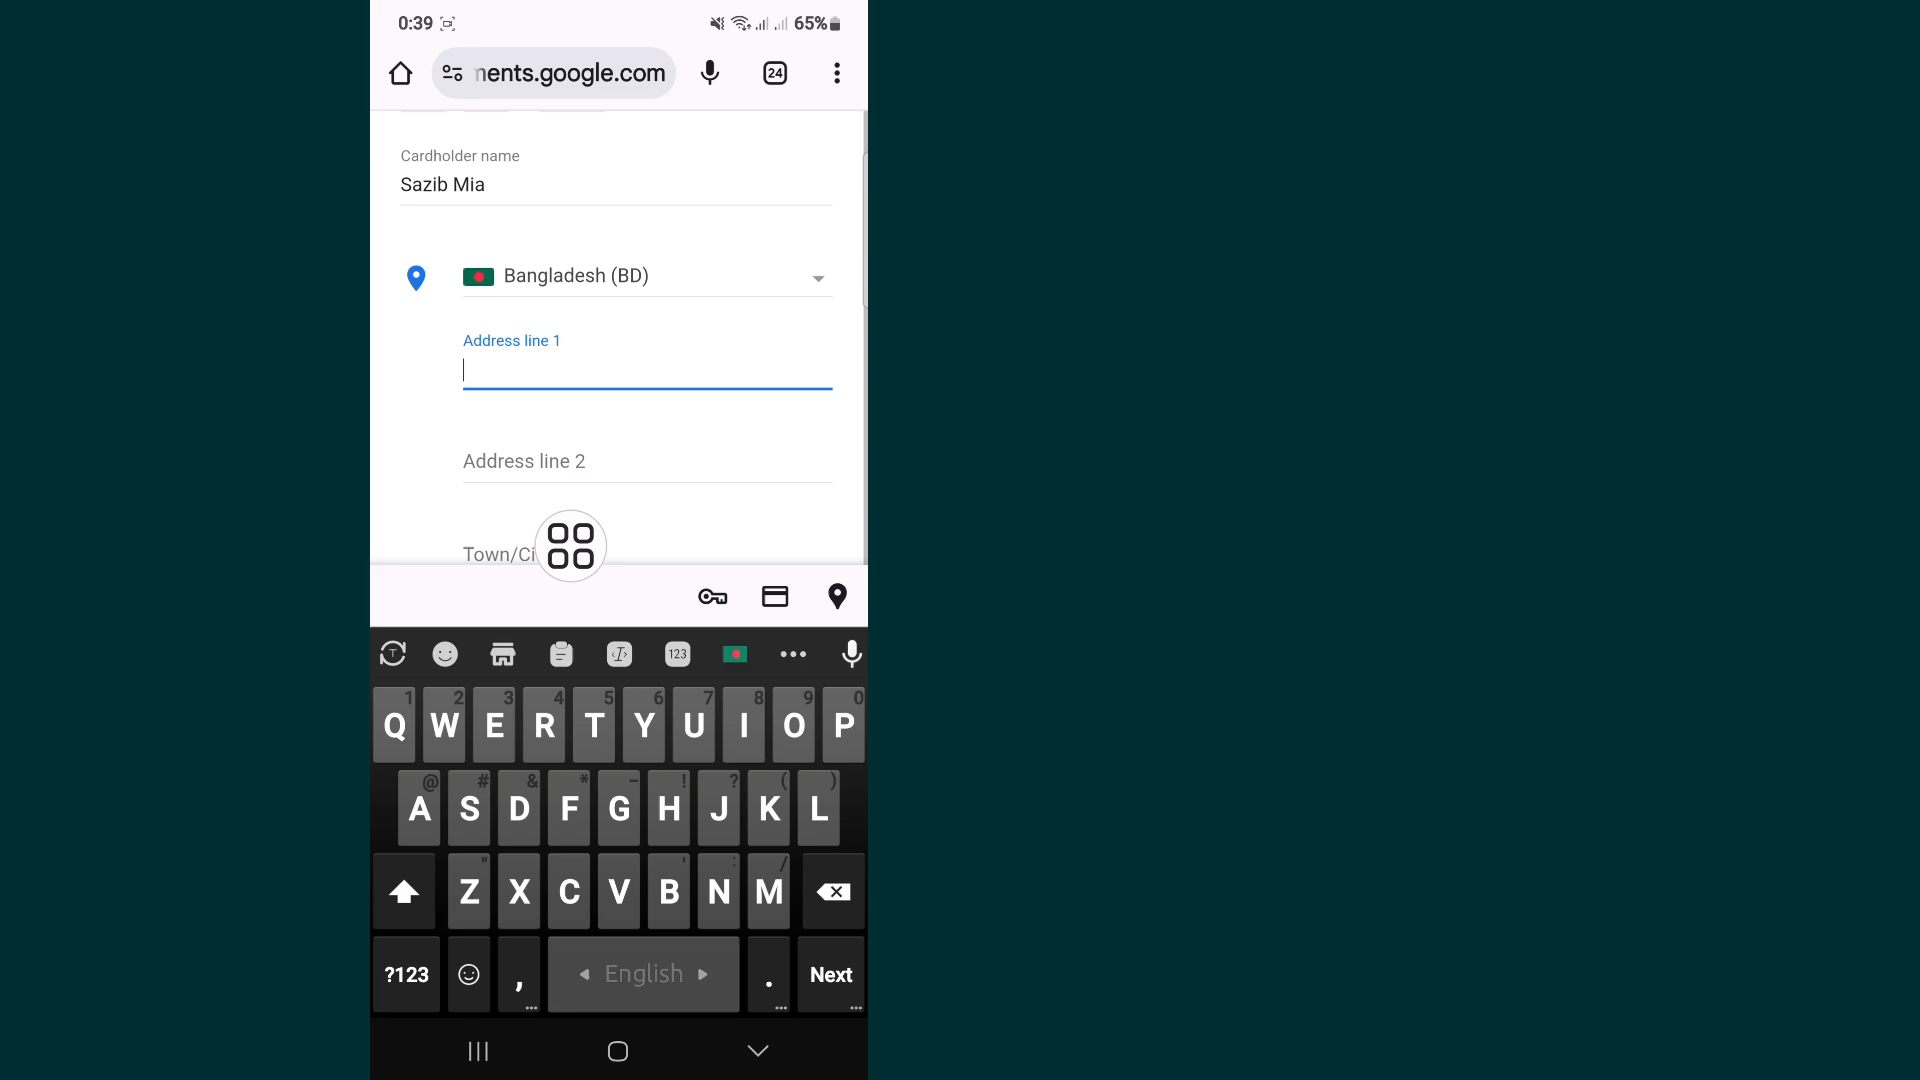 0:39 65%
nents.google.com 24
Cardholder name
Sazib Mia
Bangladesh (BD)
Address line 1
Address line 2
Town/Ci
T 123
1 2 3 4 5 6 7 8 9 0
Q W E R T Y U I O P
@ # & * - ! ? ( )
A S D F G H J K L
" ' : /
Z X C V B N M
?123 , English . Next